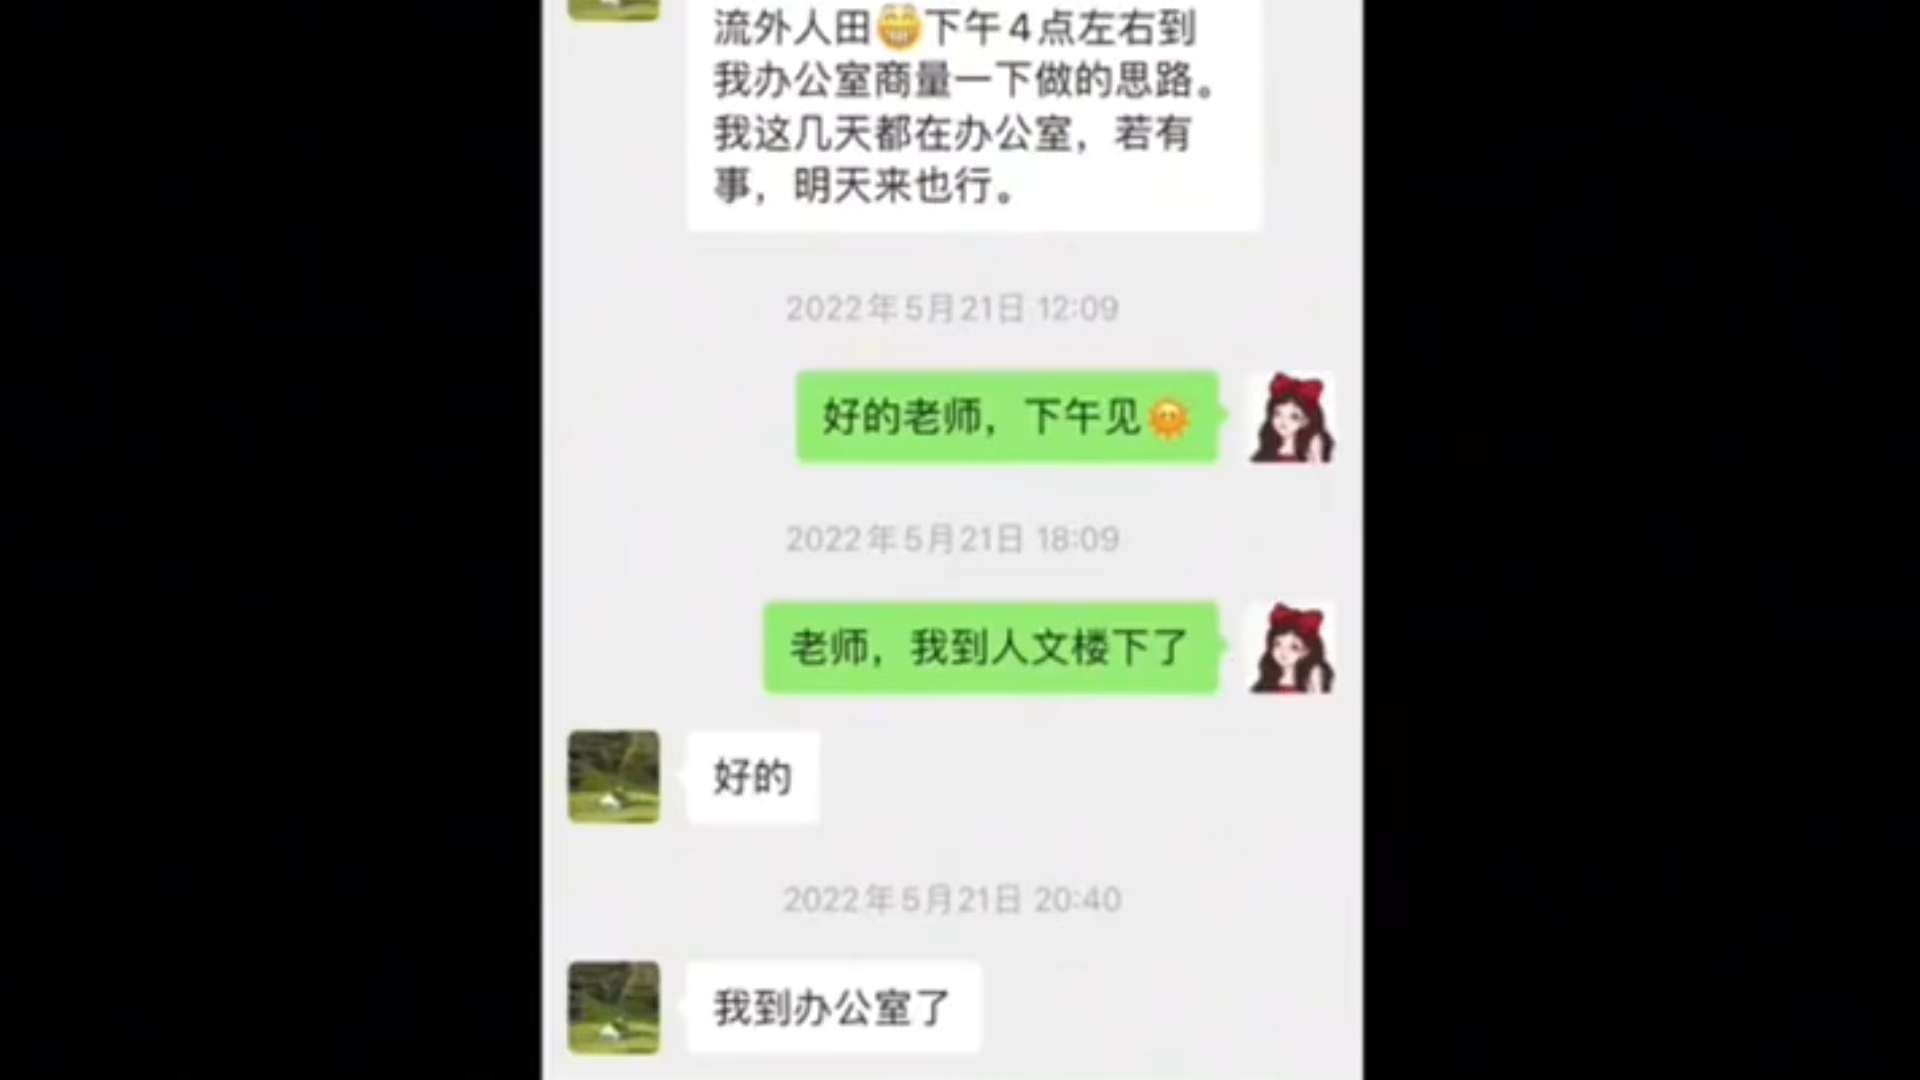 流外人田😁下午4点左右到
我办公室商量一下做的思路。
我这几天都在办公室，若有
事，明天来也行。
2022年5月21日 12:09
好的老师，下午见🌞
2022年5月21日 18:09
老师，我到人文楼下了
好的
2022年5月21日 20:40
我到办公室了